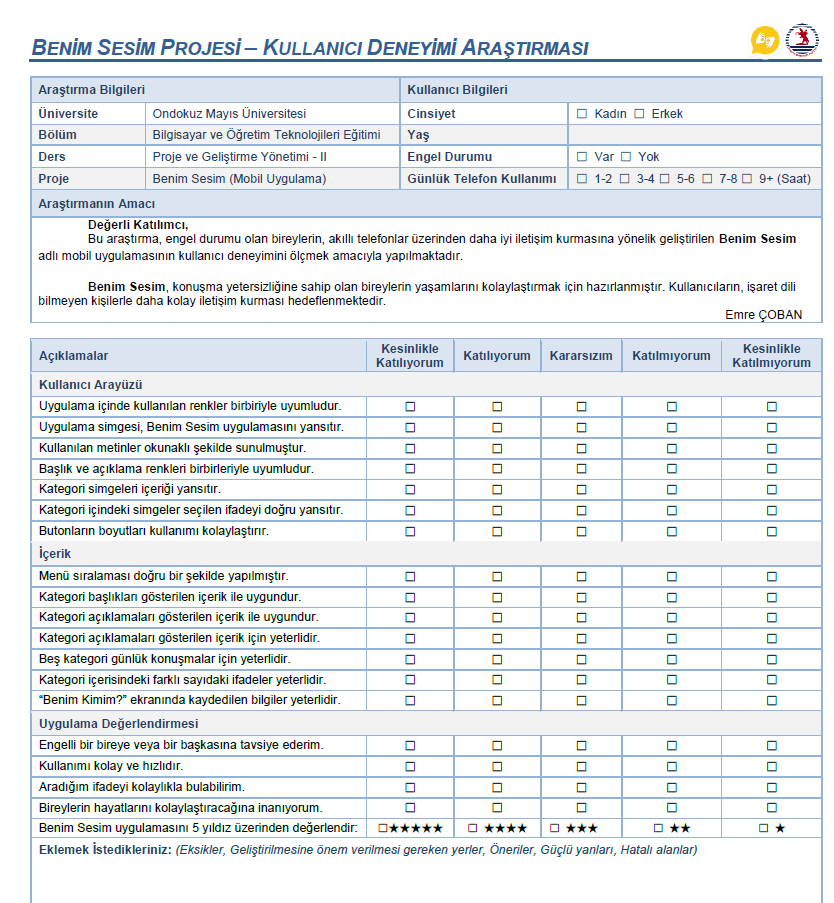 BENİM SESİM PROJESİ – KULLANICI DENEYİMİ ARAŞTIRMASI
Araştırma Bilgileri Kullanıcı Bilgileri
Üniversite Ondokuz Mayıs Üniversitesi Cinsiyet ☐ Kadın ☐ Erkek
Bölüm Bilgisayar ve Öğretim Teknolojileri Eğitimi Yaş
Ders Proje ve Geliştirme Yönetimi - II Engel Durumu ☐ Var ☐ Yok
Proje Benim Sesim (Mobil Uygulama) Günlük Telefon Kullanımı ☐ 1-2 ☐ 3-4 ☐ 5-6 ☐ 7-8 ☐ 9+ (Saat)
Araştırmanın Amacı
Değerli Katılımcı,
Bu araştırma, engel durumu olan bireylerin, akıllı telefonlar üzerinden daha iyi iletişim kurmasına yönelik geliştirilen Benim Sesim
adlı mobil uygulamasının kullanıcı deneyimini ölçmek amacıyla yapılmaktadır.
Benim Sesim, konuşma yetersizliğine sahip olan bireylerin yaşamlarını kolaylaştırmak için hazırlanmıştır. Kullanıcıların, işaret dili
bilmeyen kişilerle daha kolay iletişim kurması hedeflenmektedir.
Emre ÇOBAN
Açıklamalar Kesinlikle Katılıyorum Katılıyorum Kararsızım Katılmıyorum Kesinlikle Katılmıyorum
Kullanıcı Arayüzü
Uygulama içinde kullanılan renkler birbiriyle uyumludur. ☐ ☐ ☐ ☐ ☐
Uygulama simgesi, Benim Sesim uygulamasını yansıtır. ☐ ☐ ☐ ☐ ☐
Kullanılan metinler okunaklı şekilde sunulmuştur. ☐ ☐ ☐ ☐ ☐
Başlık ve açıklama renkleri birbirleriyle uyumludur. ☐ ☐ ☐ ☐ ☐
Kategori simgeleri içeriği yansıtır. ☐ ☐ ☐ ☐ ☐
Kategori içindeki simgeler seçilen ifadeyi doğru yansıtır. ☐ ☐ ☐ ☐ ☐
Butonların boyutları kullanımı kolaylaştırır. ☐ ☐ ☐ ☐ ☐
İçerik
Menü sıralaması doğru bir şekilde yapılmıştır. ☐ ☐ ☐ ☐ ☐
Kategori başlıkları gösterilen içerik ile uygundur. ☐ ☐ ☐ ☐ ☐
Kategori açıklamaları gösterilen içerik ile uygundur. ☐ ☐ ☐ ☐ ☐
Kategori açıklamaları gösterilen içerik için yeterlidir. ☐ ☐ ☐ ☐ ☐
Beş kategori günlük konuşmalar için yeterlidir. ☐ ☐ ☐ ☐ ☐
Kategori içerisindeki farklı sayıdaki ifadeler yeterlidir. ☐ ☐ ☐ ☐ ☐
“Benim Kimim?” ekranında kaydedilen bilgiler yeterlidir. ☐ ☐ ☐ ☐ ☐
Uygulama Değerlendirmesi
Engelli bir bireye veya bir başkasına tavsiye ederim. ☐ ☐ ☐ ☐ ☐
Kullanımı kolay ve hızlıdır. ☐ ☐ ☐ ☐ ☐
Aradığım ifadeyi kolaylıkla bulabilirim. ☐ ☐ ☐ ☐ ☐
Bireylerin hayatlarını kolaylaştıracağına inanıyorum. ☐ ☐ ☐ ☐ ☐
Benim Sesim uygulamasını 5 yıldız üzerinden değerlendir: ☐★★★★★ ☐ ★★★★ ☐ ★★★ ☐ ★★ ☐ ★
Eklemek İstedikleriniz: (Eksikler, Geliştirilmesine önem verilmesi gereken yerler, Öneriler, Güçlü yanları, Hatalı alanlar)